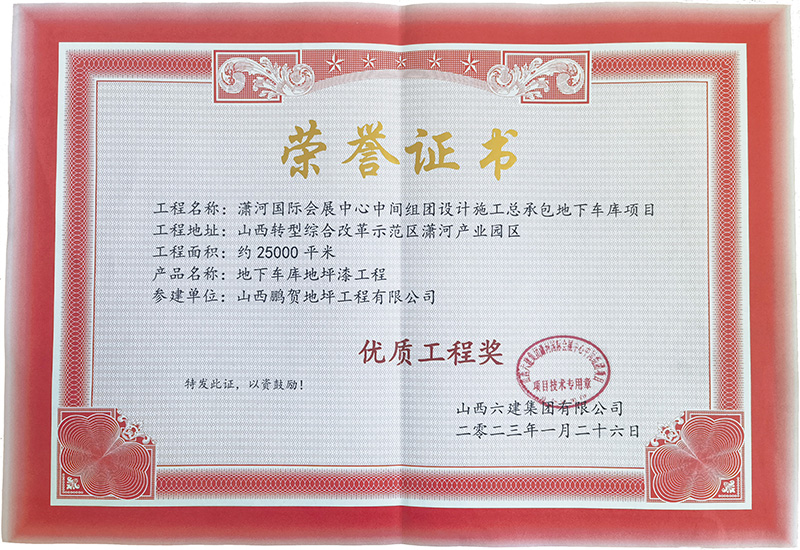 荣誉证书
工程名称：潇河国际会展中心中间组团设计施工总承包地下车库项目
工程地址：山西转型综合改革示范区潇河产业园区
工程面积：约 25000 平米
产品名称：地下车库地坪漆工程
参建单位：山西鹏贺地坪工程有限公司
优质工程奖
项目技术专用章
特发此证，以资鼓励！
山西六建集团有限公司
二零二三年一月二十六日